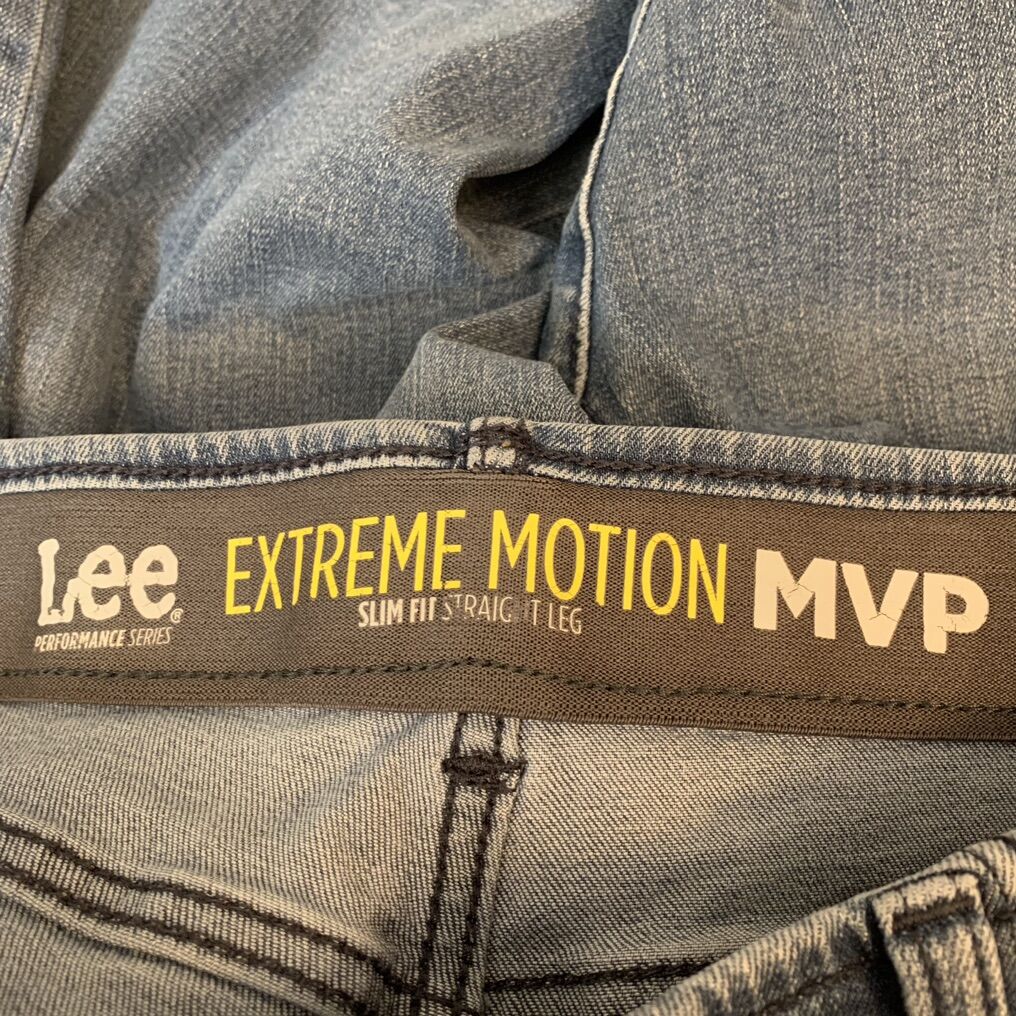 Lee®
PERFORMANCE SERIES
EXTREME MOTION
SLIM FIT STRAIGHT LEG
MVP